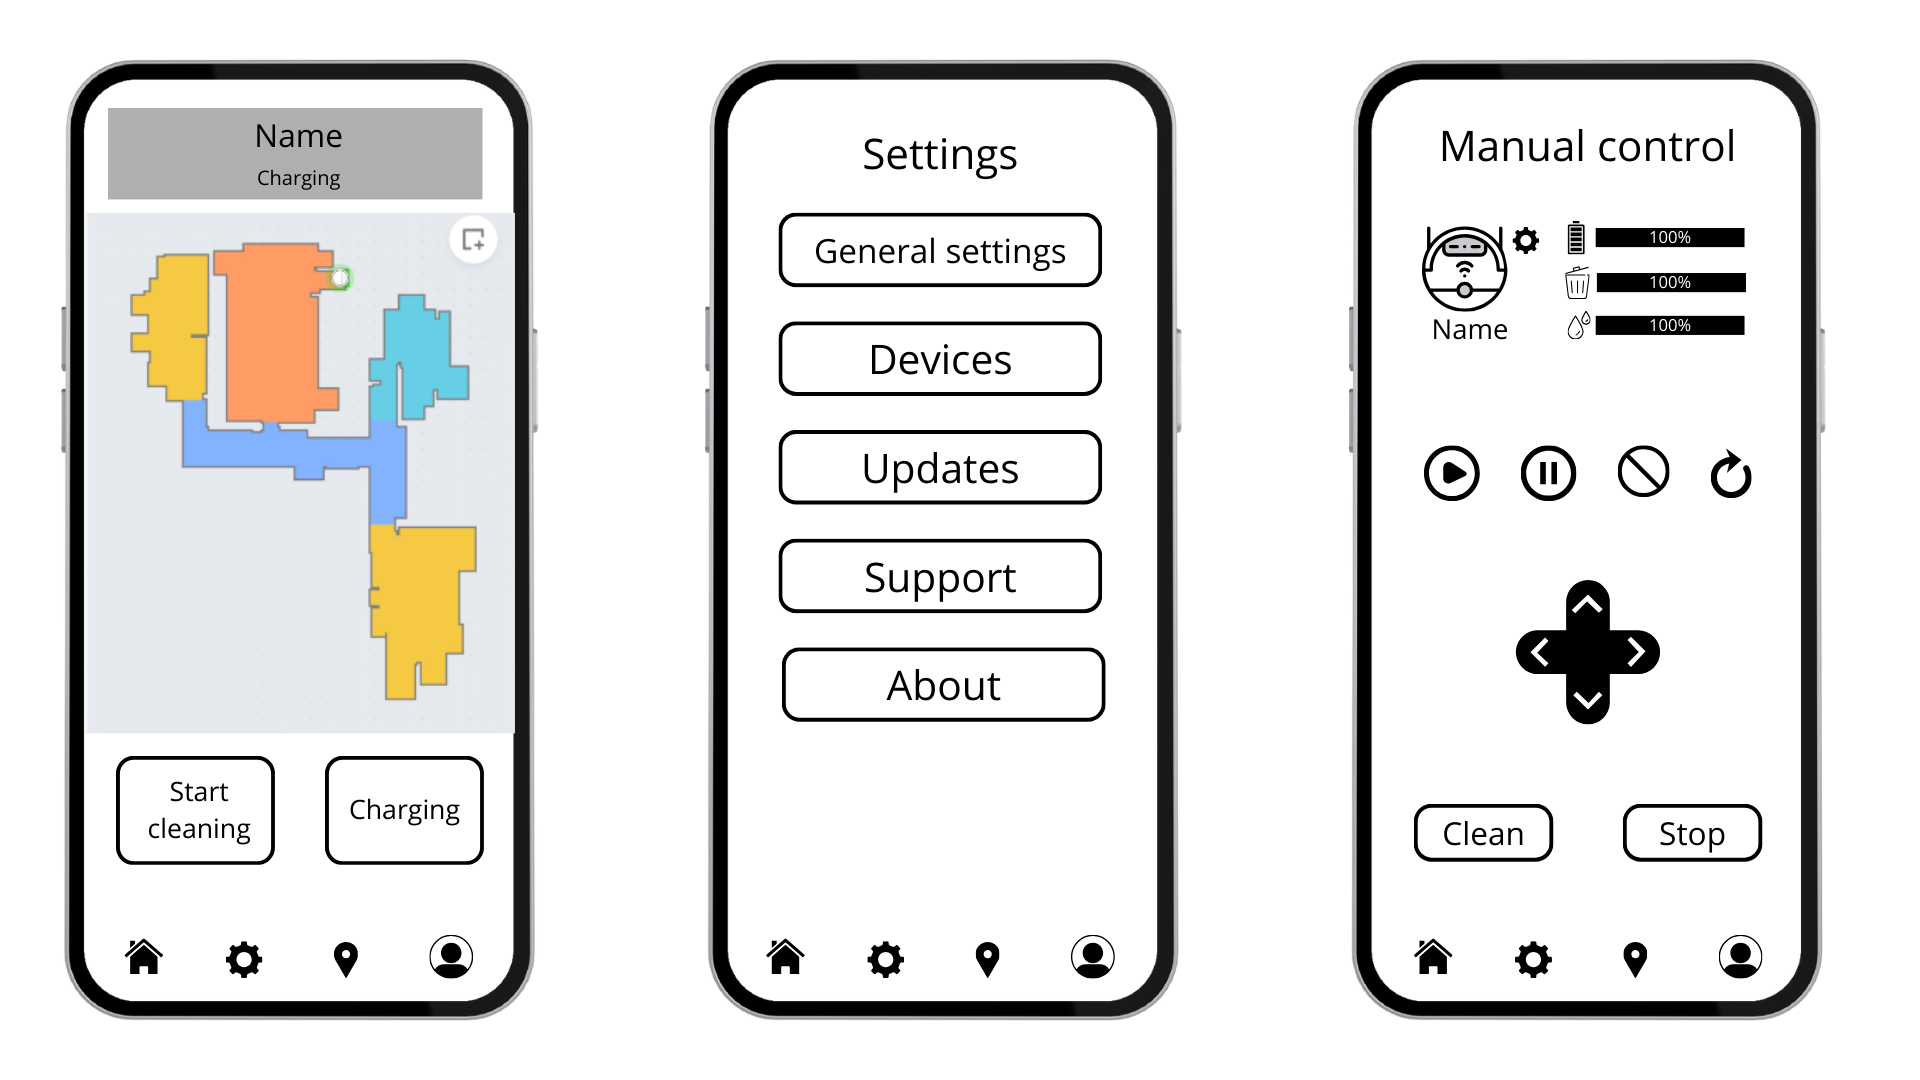 Name
Charging
Start
cleaning
Charging
Settings
General settings
Devices
Updates
Support
About
Manual control
Name
100%
100%
100%
Clean
Stop